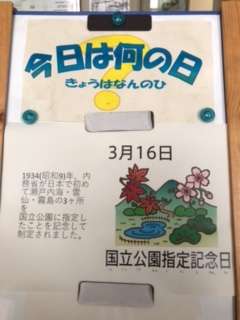 今日は何の日
きょうはなんのひ
3月16日
1934(昭和9)年、内
務省が日本で初め
て瀬戸内海・雲
仙・霧島の3ヶ所
を
国立公園に指定し
たことを記念して
制定されました。
国立公園指定記念日